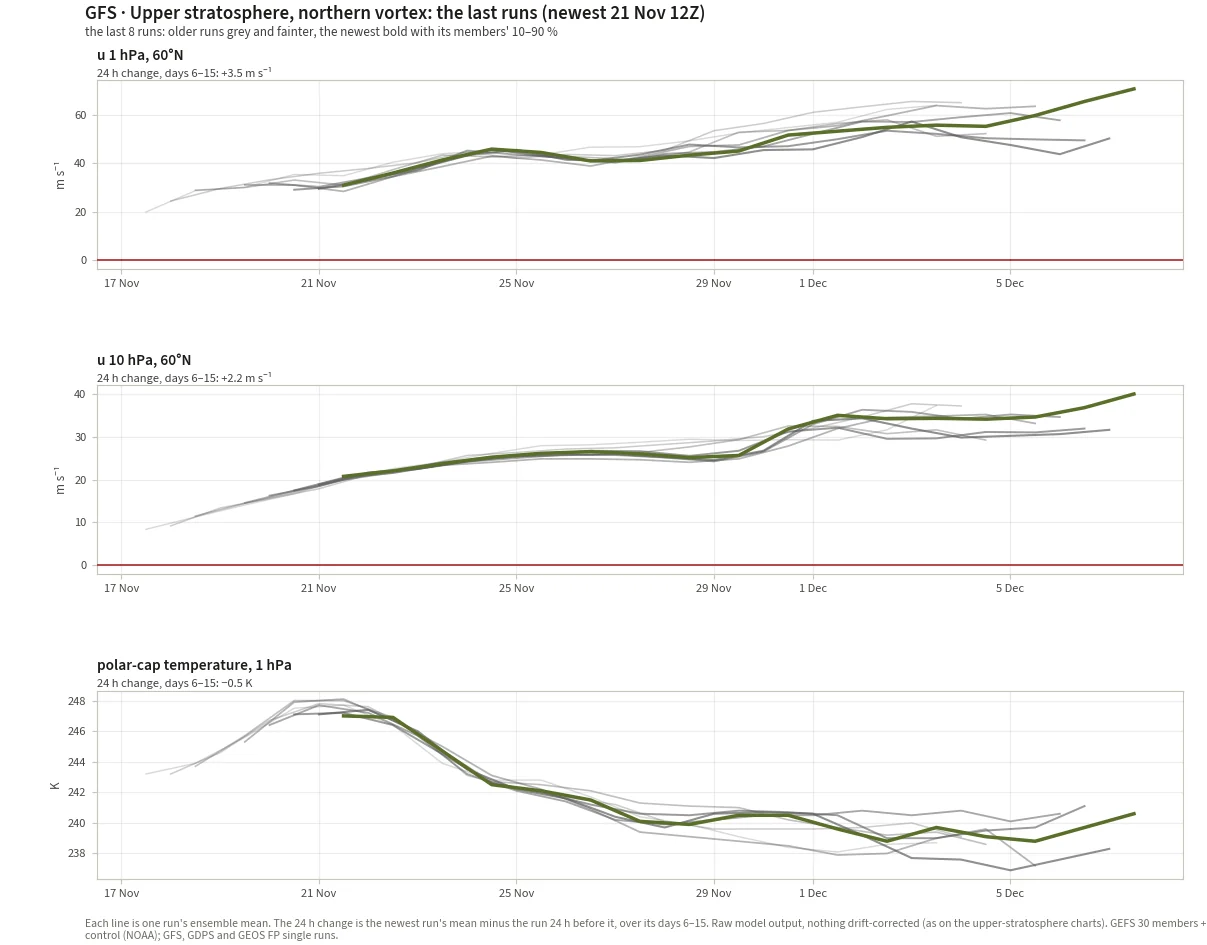 GFS · Upper stratosphere, northern vortex: the last runs (newest 21 Nov 12Z)
the last 8 runs: older runs grey and fainter, the newest bold with its members' 10–90 %
u 1 hPa, 60°N
24 h change, days 6–15: +3.5 m s⁻¹
60
40
20
0
m s⁻¹
17 Nov 21 Nov 25 Nov 29 Nov 1 Dec 5 Dec
u 10 hPa, 60°N
24 h change, days 6–15: +2.2 m s⁻¹
40
30
20
10
0
m s⁻¹
17 Nov 21 Nov 25 Nov 29 Nov 1 Dec 5 Dec
polar-cap temperature, 1 hPa
24 h change, days 6–15: −0.5 K
248
246
244
242
240
238
K
17 Nov 21 Nov 25 Nov 29 Nov 1 Dec 5 Dec
Each line is one run's ensemble mean. The 24 h change is the newest run's mean minus the run 24 h before it, over its days 6–15. Raw model output, nothing drift-corrected (as on the upper-stratosphere charts). GEFS 30 members +
control (NOAA); GFS, GDPS and GEOS FP single runs.